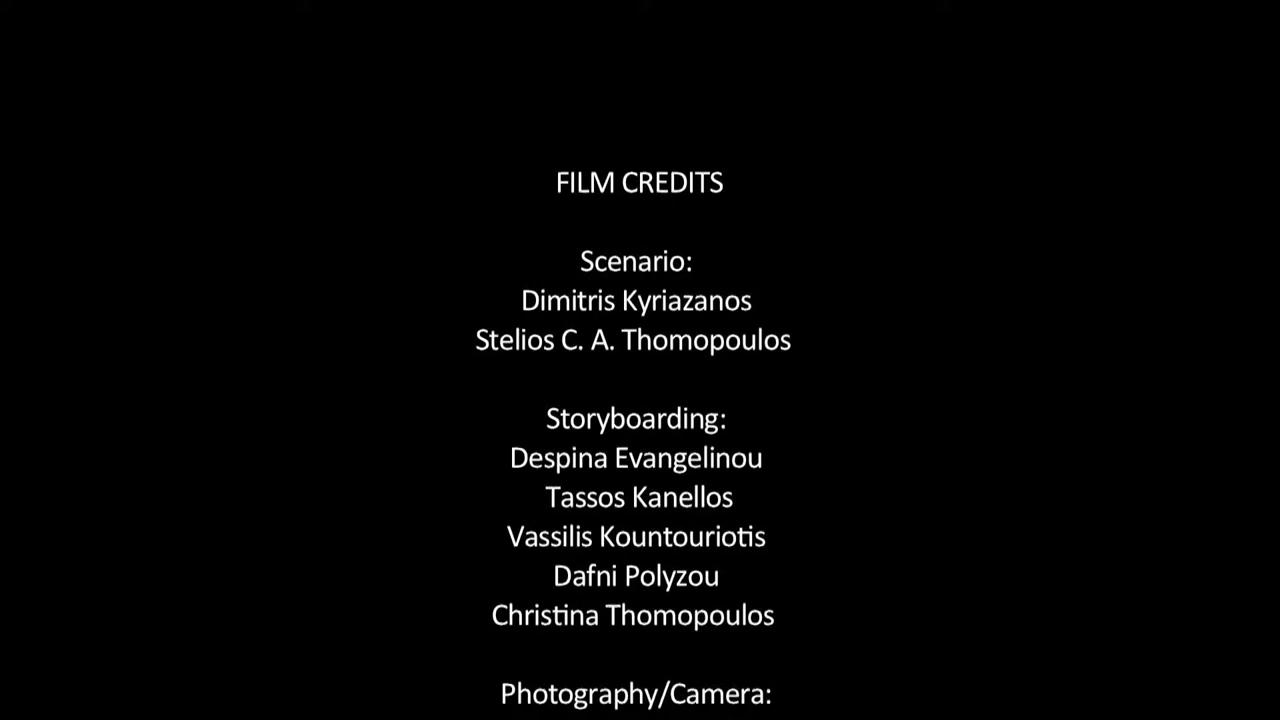 FILM CREDITS
Scenario:
Dimitris Kyriazanos
Stelios C. A. Thomopoulos
Storyboarding:
Despina Evangelinou
Tassos Kanellos
Vassilis Kountouriotis
Dafni Polyzou
Christina Thomopoulos
Photography/Camera: